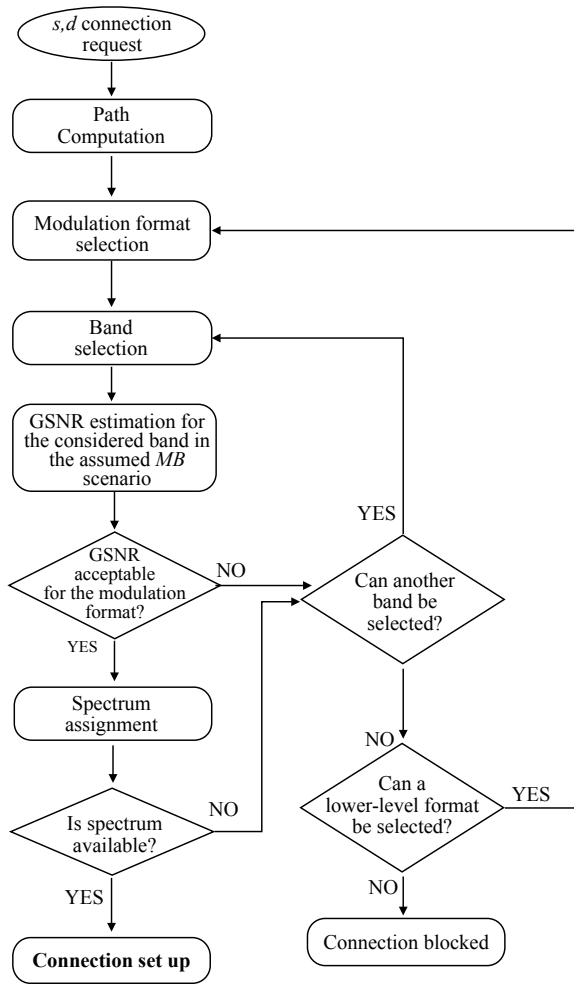 s,d connection
request
Path
Computation
Modulation format
selection
Band
selection
GSNR estimation for
the considered band in
the assumed MB
scenario
GSNR
acceptable
for the modulation
format?
NO
YES
Spectrum
assignment
Is spectrum
available?
NO
YES
Connection set up
YES
Can another
band be
selected?
NO
Can a
lower-level format
be selected?
YES
NO
Connection blocked